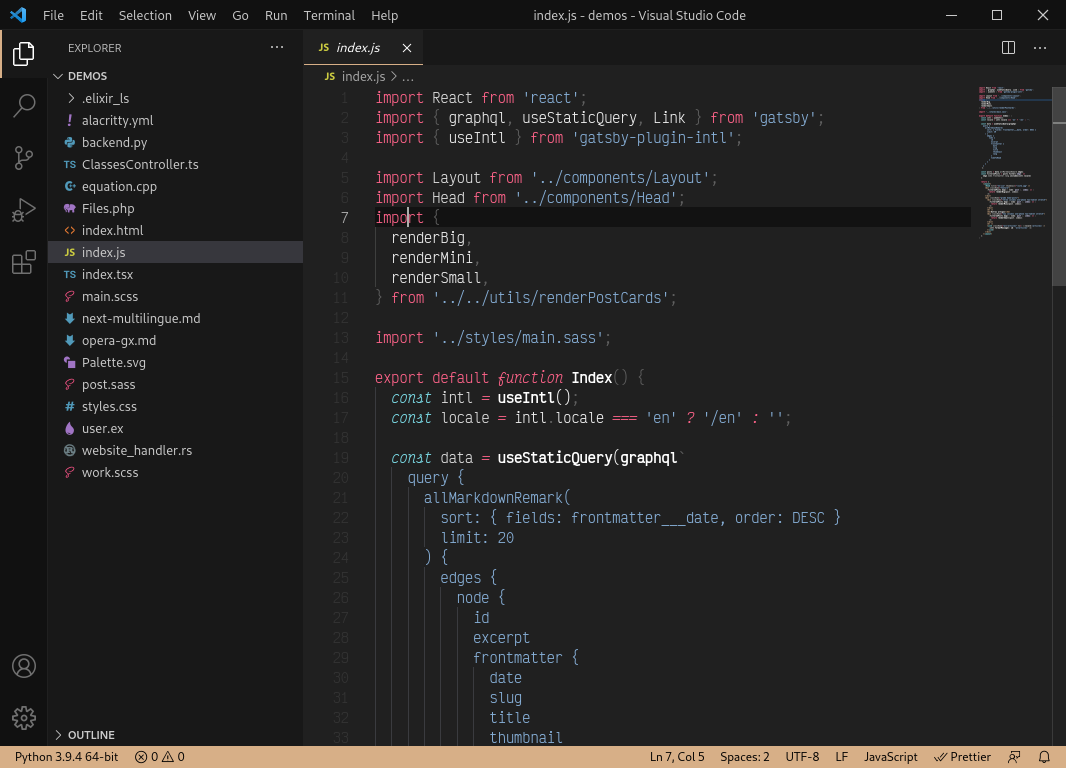 File Edit Selection View Go Run Terminal Help index.js - demos - Visual Studio Code
EXPLORER
DEMOS
.elixir_ls
! alacritty.yml
backend.py
TS ClassesController.ts
equation.cpp
Files.php
<> index.html
JS index.js
TS index.tsx
main.scss
next-multilingue.md
opera-gx.md
Palette.svg
post.sass
# styles.css
user.ex
website_handler.rs
work.scss
OUTLINE
JS index.js
JS index.js > ...
1 import React from 'react';
2 import { graphql, useStaticQuery, Link } from 'gatsby';
3 import { useIntl } from 'gatsby-plugin-intl';
4
5 import Layout from '../components/Layout';
6 import Head from '../components/Head';
7 import {
8 renderBig,
9 renderMini,
10 renderSmall,
11 } from '../../utils/renderPostCards';
12
13 import '../styles/main.sass';
14
15 export default function Index() {
16 const intl = useIntl();
17 const locale = intl.locale === 'en' ? '/en' : '';
18
19 const data = useStaticQuery(graphql`
20 query {
21 allMarkdownRemark(
22 sort: { fields: frontmatter___date, order: DESC }
23 limit: 20
24 ) {
25 edges {
26 node {
27 id
28 excerpt
29 frontmatter {
30 date
31 slug
32 title
33 thumbnail
Python 3.9.4 64-bit 0 0 Ln 7, Col 5 Spaces: 2 UTF-8 LF JavaScript Prettier